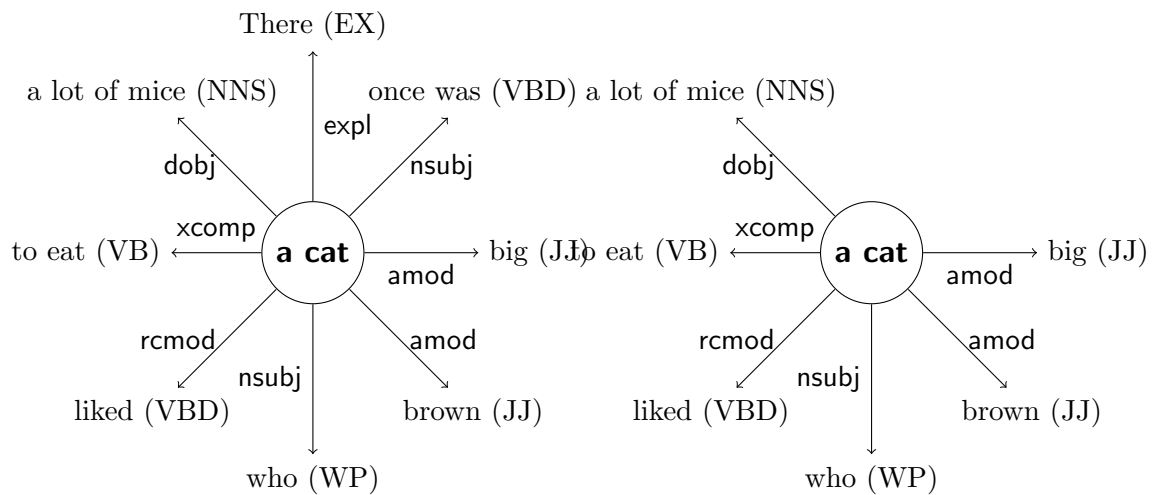 There (EX)
a lot of mice (NNS)
once was (VBD)
a lot of mice (NNS)
expl
dobj
nsubj
dobj
xcomp
xcomp
to eat (VB)
a cat
big (JJ)
to eat (VB)
a cat
big (JJ)
amod
amod
rcmod
amod
rcmod
amod
nsubj
nsubj
liked (VBD)
brown (JJ)
liked (VBD)
brown (JJ)
who (WP)
who (WP)